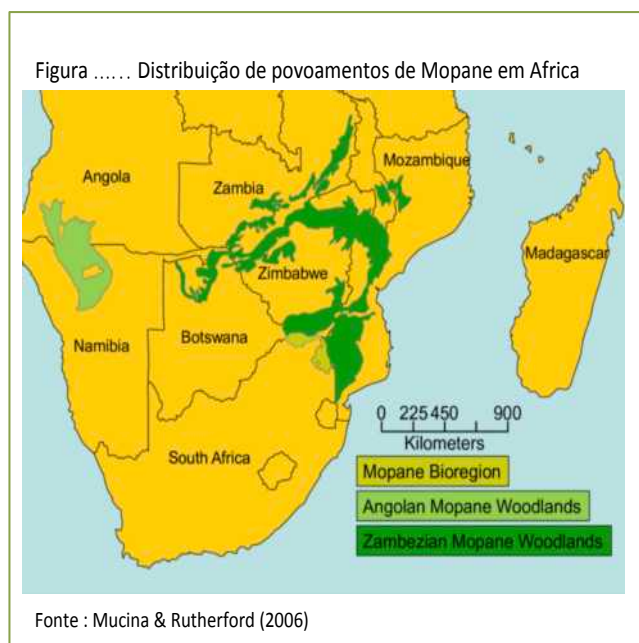 Figura ...... Distribuição de povoamentos de Mopane em Africa
Angola
Zambia
Mozambique
Madagascar
Zimbabwe
Namibia
Botswana
South Africa
0 225 450 900
Kilometers
Mopane Bioregion
Angolan Mopane Woodlands
Zambezian Mopane Woodlands
Fonte : Mucina & Rutherford (2006)